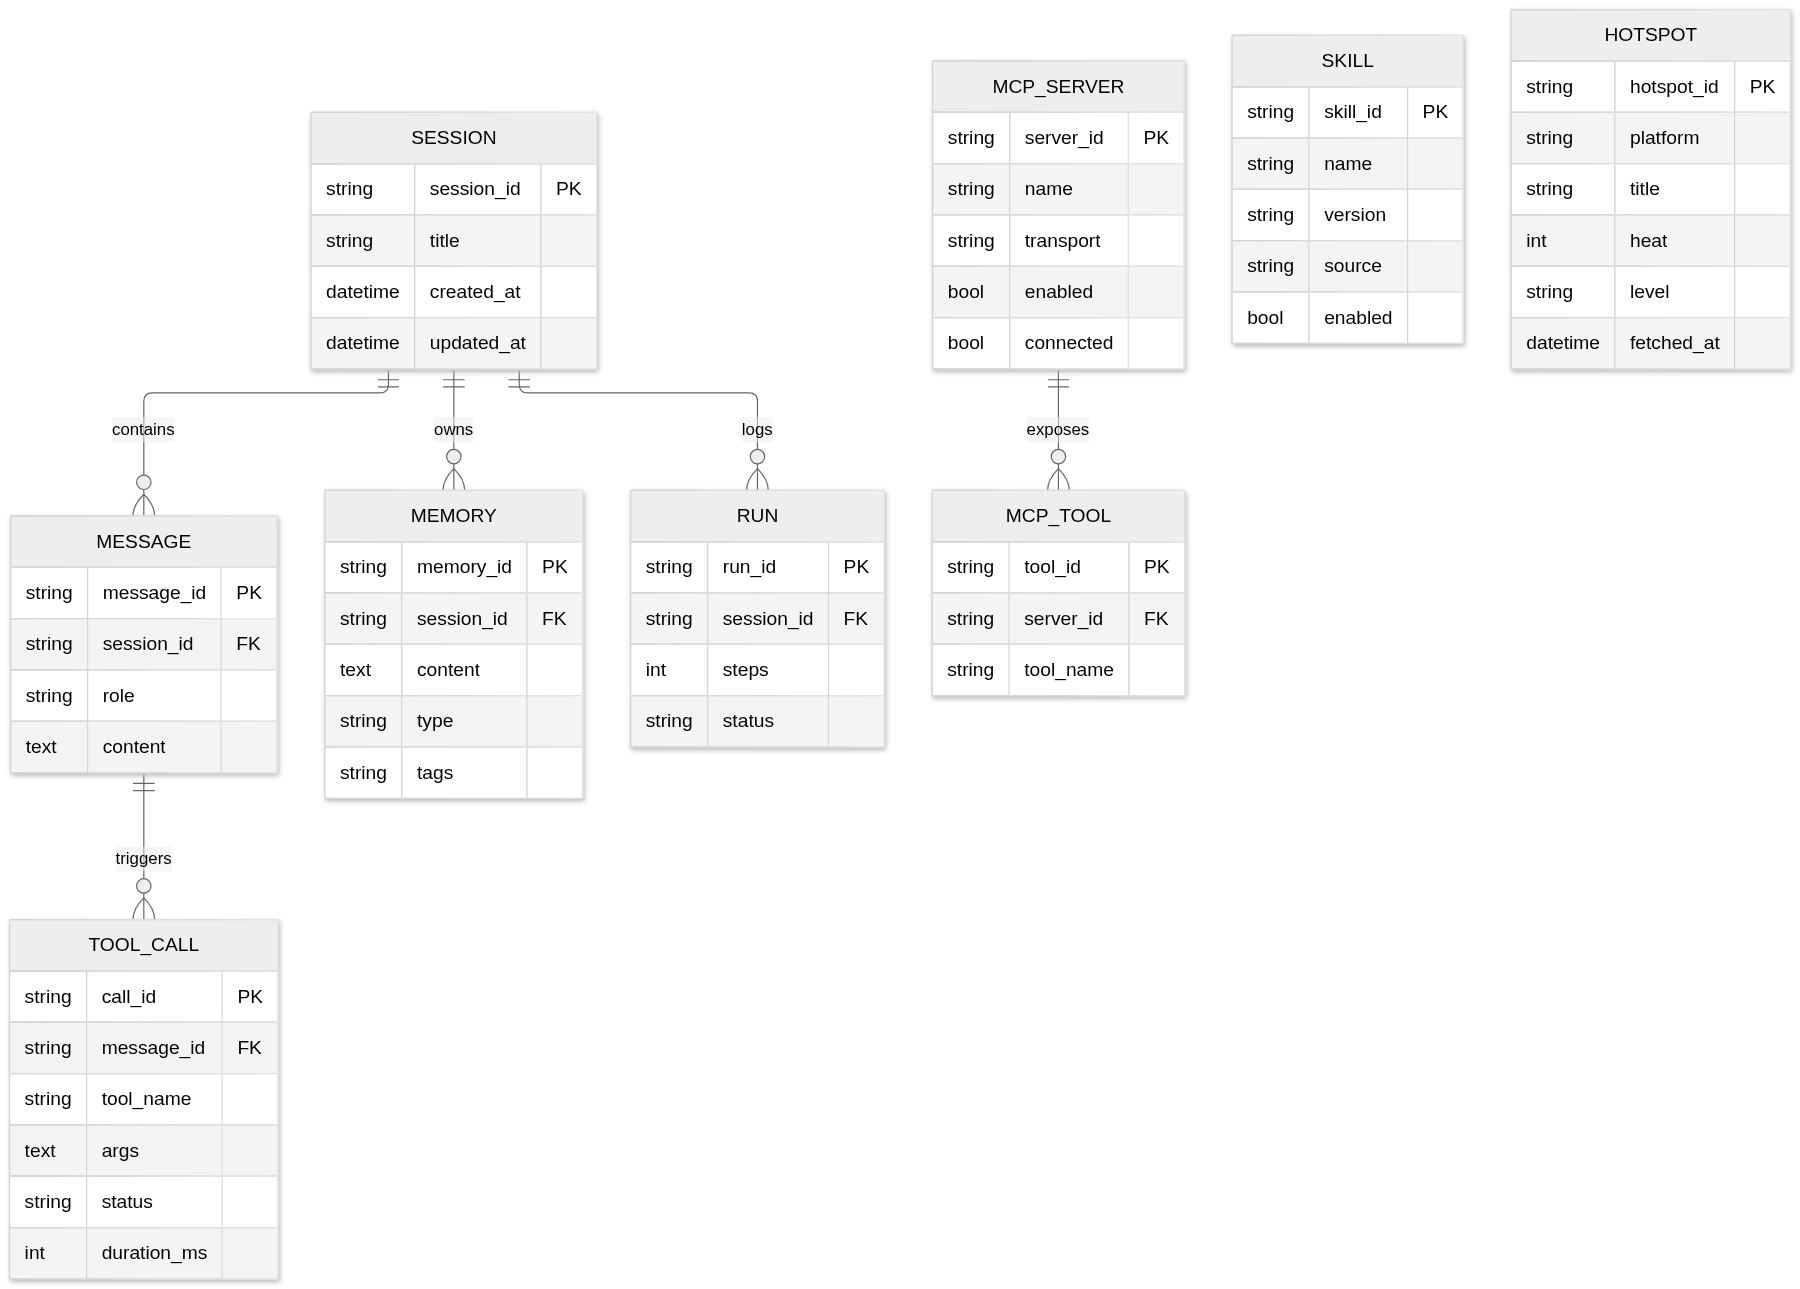 SESSION
string session_id PK
string title
datetime created_at
datetime updated_at
MCP_SERVER
string server_id PK
string name
string transport
bool enabled
bool connected
SKILL
string skill_id PK
string name
string version
string source
bool enabled
HOTSPOT
string hotspot_id PK
string platform
string title
int heat
string level
datetime fetched_at
contains
owns
logs
exposes
MESSAGE
string message_id PK
string session_id FK
string role
text content
MEMORY
string memory_id PK
string session_id FK
text content
string type
string tags
RUN
string run_id PK
string session_id FK
int steps
string status
MCP_TOOL
string tool_id PK
string server_id FK
string tool_name
triggers
TOOL_CALL
string call_id PK
string message_id FK
string tool_name
text args
string status
int duration_ms